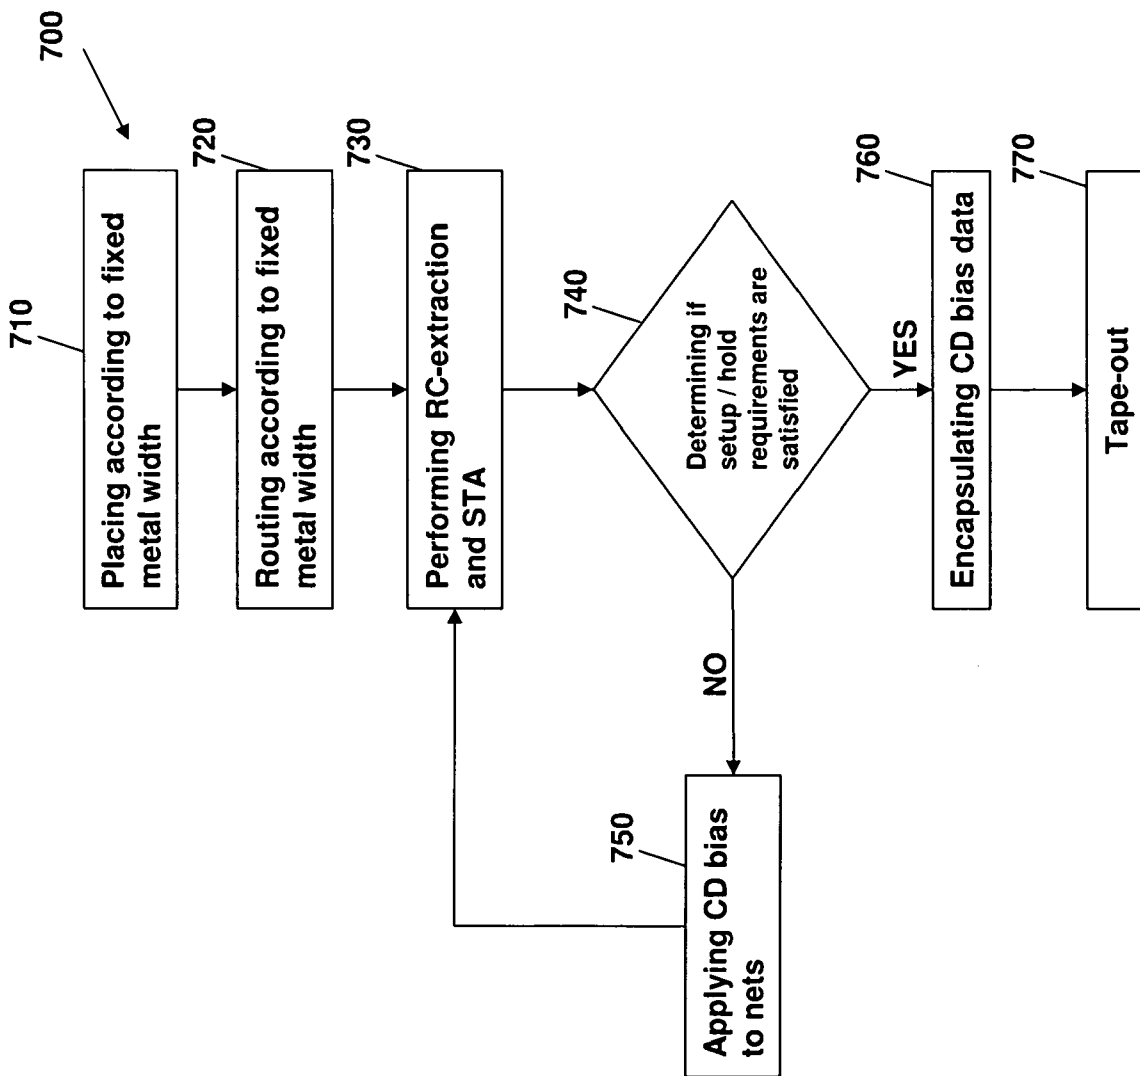 700
710
Placing according to fixed
metal width
720
Routing according to fixed
metal width
730
Performing RC-extraction
and STA
740
Determining if
setup / hold
requirements are
satisfied
NO
YES
750
Applying CD bias
to nets
760
Encapsulating CD bias data
770
Tape-out